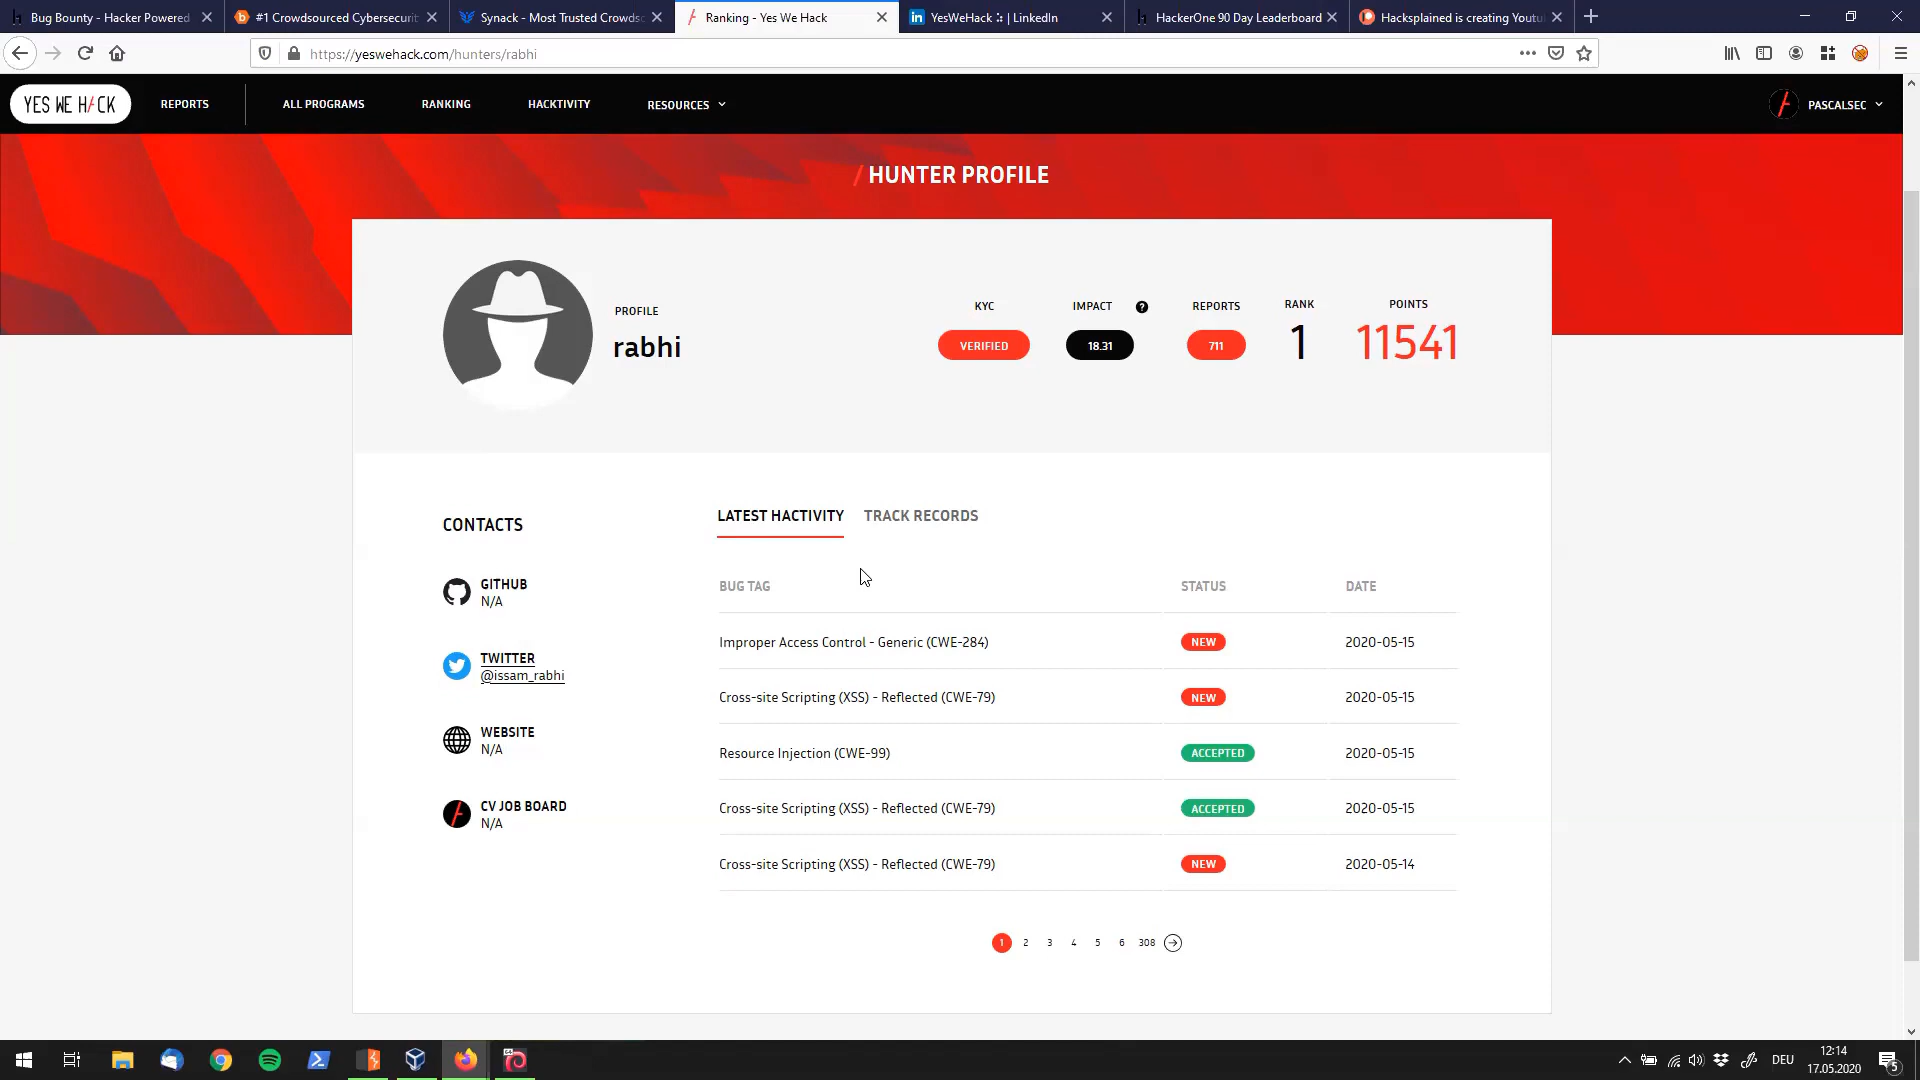 Bug Bounty - Hacker Powered
#1 Crowdsourced Cybersecurit
Synack - Most Trusted Crowds
Ranking - Yes We Hack
in YesWeHack | LinkedIn
HackerOne 90 Day Leaderboard
Hacksplained is creating Youtu
https://yeswehack.com/hunters/rabhi
YES WE H/CK
REPORTS
ALL PROGRAMS
RANKING
HACKTIVITY
RESOURCES
PASCALSEC
/ HUNTER PROFILE
PROFILE
rabhi
KYC
VERIFIED
IMPACT ?
18.31
REPORTS
711
RANK
1
POINTS
11541
CONTACTS
GITHUB
N/A
TWITTER
@issam_rabhi
WEBSITE
N/A
CV JOB BOARD
N/A
LATEST HACTIVITY TRACK RECORDS
BUG TAG STATUS DATE
Improper Access Control - Generic (CWE-284) NEW 2020-05-15
Cross-site Scripting (XSS) - Reflected (CWE-79) NEW 2020-05-15
Resource Injection (CWE-99) ACCEPTED 2020-05-15
Cross-site Scripting (XSS) - Reflected (CWE-79) ACCEPTED 2020-05-15
Cross-site Scripting (XSS) - Reflected (CWE-79) NEW 2020-05-14
1 2 3 4 5 6 308
DEU
12:14
17.05.2020
5